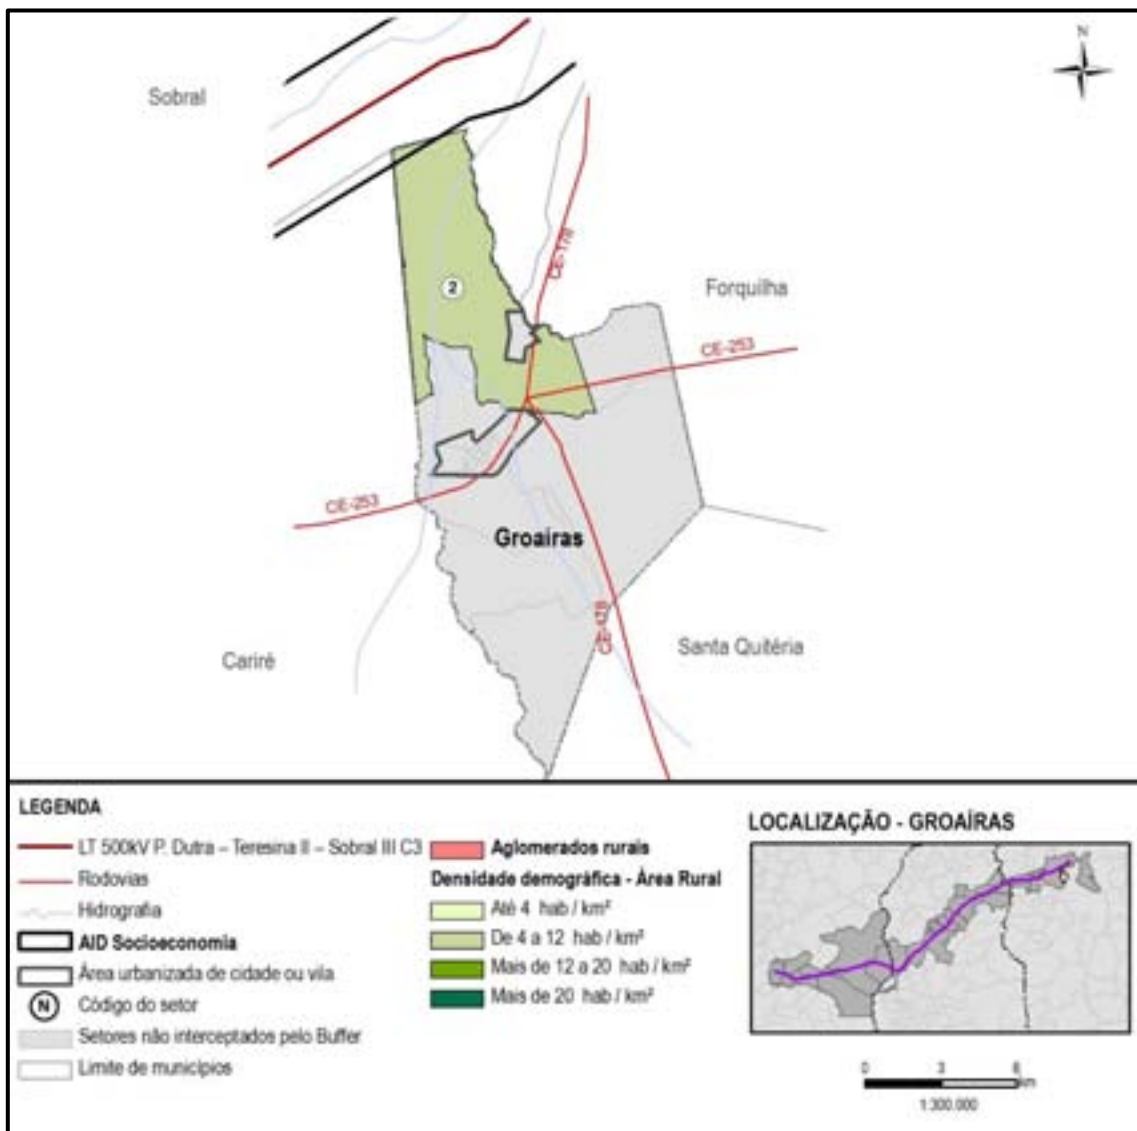 N
Sobral
CE-178
2
Forquilha
CE-253
CE-253
Groaíras
CE-178
Santa Quitéria
Cariré
LEGENDA
LT 500kV P. Dutra – Teresina II – Sobral III C3
Rodovias
Hidrografia
AID Socioeconomia
Área urbanizada de cidade ou vila
N Código do setor
Setores não interceptados pelo Buffer
Limite de municípios
Aglomerados rurais
Densidade demográfica - Área Rural
Até 4 hab / km²
De 4 a 12 hab / km²
Mais de 12 a 20 hab / km²
Mais de 20 hab / km²
LOCALIZAÇÃO - GROAÍRAS
0 3 6
km
1:300.000